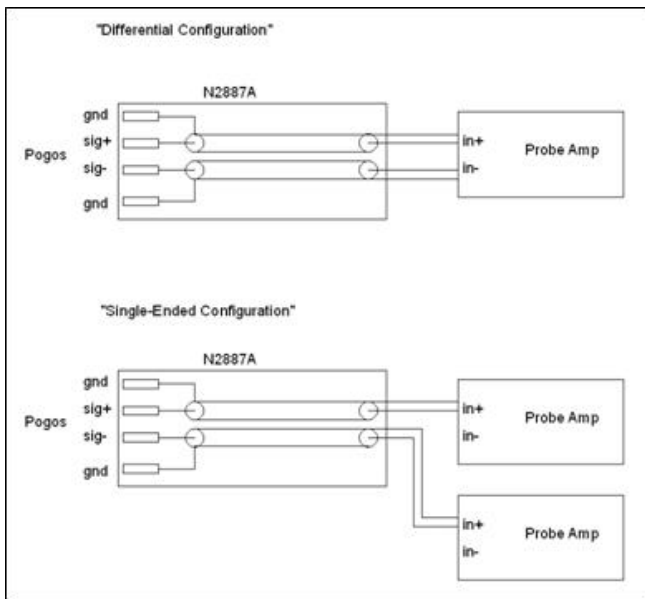 "Differential Configuration"
N2887A
gnd
sig+
Pogos
sig-
gnd
in+
in-
Probe Amp
"Single-Ended Configuration"
N2887A
gnd
sig+
Pogos
sig-
gnd
in+
in-
Probe Amp
in+
in-
Probe Amp